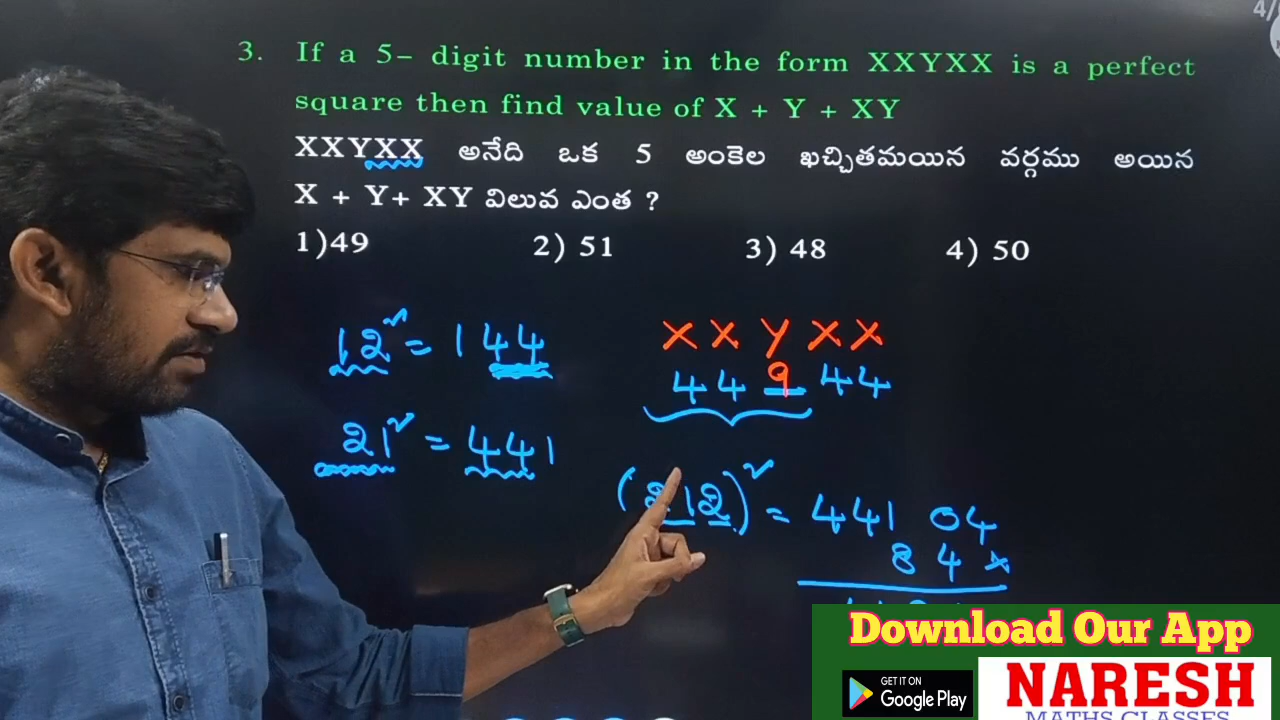 4/
3. If a 5– digit number in the form XXYXX is a perfect
square then find value of X + Y + XY
XXYXX అనేది ఒక 5 అంకెల ఖచ్చితమయిన వర్గము అయిన
X + Y+ XY విలువ ఎంత ?
1)49 2) 51 3) 48 4) 50
12² = 144
X X Y X X
4 4 9 4 4
21² = 441
(212)² = 441 04
8 4 ×
Download Our App
GET IT ON
Google Play
NARESH
MATHS CLASSES